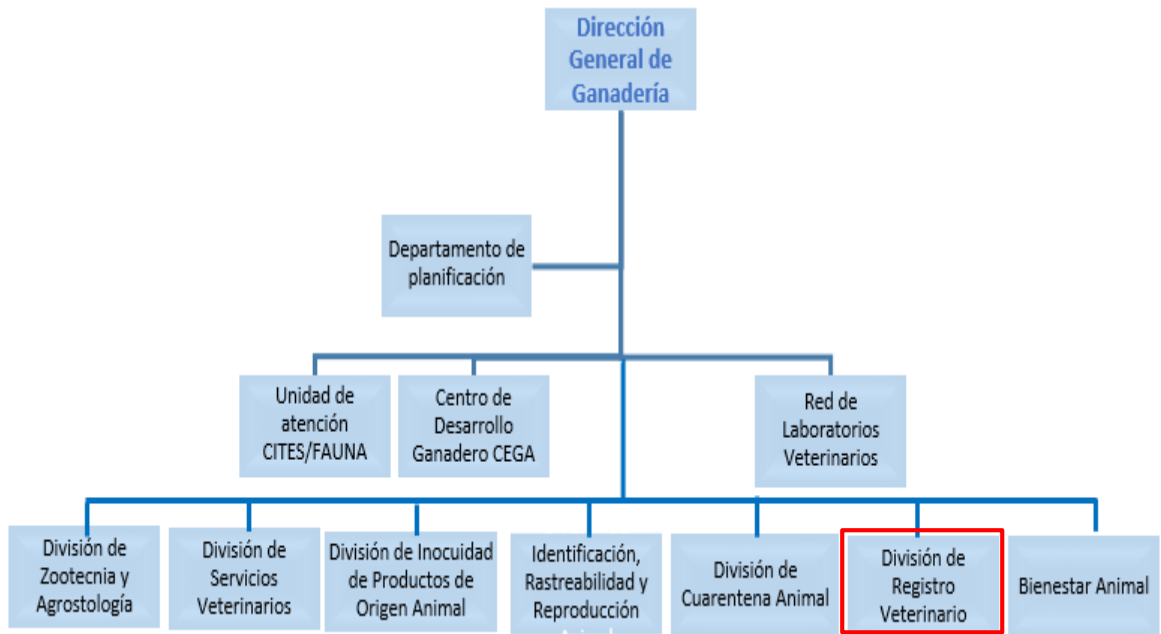 Dirección
General de
Ganadería
Departamento de
planificación
Unidad de
atención
CITES/FAUNA
Centro de
Desarrollo
Ganadero CEGA
Red de
Laboratorios
Veterinarios
División de
Zootecnia y
Agrostología
División de
Servicios
Veterinarios
División de Inocuidad
de Productos de
Origen Animal
Identificación,
Rastreabilidad y
Reproducción
División de
Cuarentena Animal
División de
Registro
Veterinario
Bienestar Animal